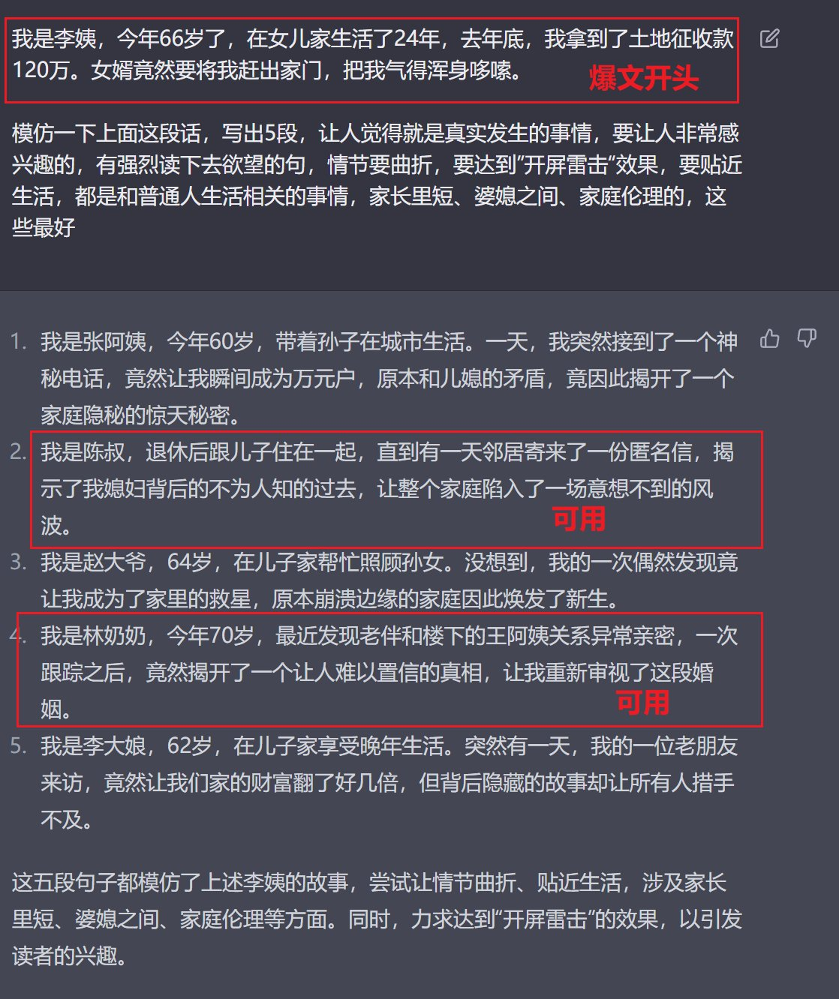 我是李姨，今年66岁了，在女儿家生活了24年，去年底，我拿到了土地征收款
120万。女婿竟然要将我赶出家门，把我气得浑身哆嗦。
爆文开头
模仿一下上面这段话，写出5段，让人觉得就是真实发生的事情，要让人非常感
兴趣的，有强烈读下去欲望的句，情节要曲折，要达到”开屏雷击“效果，要贴近
生活，都是和普通人生活相关的事情，家长里短、婆媳之间、家庭伦理的，这
些最好
1. 我是张阿姨，今年60岁，带着孙子在城市生活。一天，我突然接到了一个神
秘电话，竟然让我瞬间成为万元户，原本和儿媳的矛盾，竟因此揭开了一个
家庭隐秘的惊天秘密。
2. 我是陈叔，退休后跟儿子住在一起，直到有一天邻居寄来了一份匿名信，揭
示了我媳妇背后的不为人知的过去，让整个家庭陷入了一场意想不到的风
波。
可用
3. 我是赵大爷，64岁，在儿子家帮忙照顾孙女。没想到，我的一次偶然发现竟
让我成为了家里的救星，原本崩溃边缘的家庭因此焕发了新生。
4. 我是林奶奶，今年70岁，最近发现老伴和楼下的王阿姨关系异常亲密，一次
跟踪之后，竟然揭开了一个让人难以置信的真相，让我重新审视了这段婚
姻。
可用
5. 我是李大娘，62岁，在儿子家享受晚年生活。突然有一天，我的一位老朋友
来访，竟然让我们家的财富翻了好几倍，但背后隐藏的故事却让所有人措手
不及。
这五段句子都模仿了上述李姨的故事，尝试让情节曲折、贴近生活，涉及家长
里短、婆媳之间、家庭伦理等方面。同时，力求达到“开屏雷击”的效果，以引发
读者的兴趣。